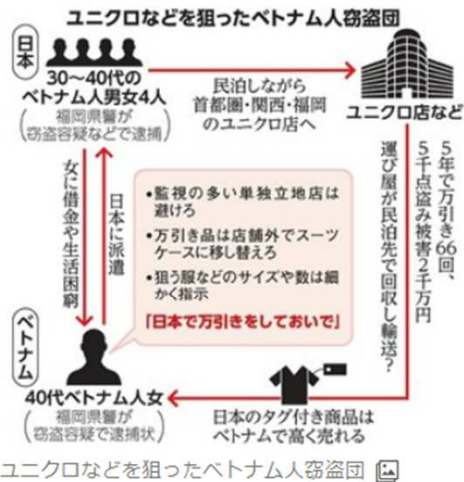 ユニクロなどを狙ったベトナム人窃盗団
日本
30〜40代の
ベトナム人男女4人
福岡県警が
窃盗容疑などで逮捕
民泊しながら
首都圏・関西・福岡
のユニクロ店へ
ユニクロ店など
5年で万引き66回、
5千点盗み被害2千万円
運び屋が民泊先で回収し輸送?
女に借金や生活困窮
日本に派遣
•監視の多い単独立地店は
避けろ
•万引き品は店舗外でスーツ
ケースに移し替えろ
•狙う服などのサイズや数は細
かく指示
「日本で万引きをしておいで」
ベトナム
40代ベトナム人女
福岡県警が
窃盗容疑で逮捕状
日本のタグ付き商品は
ベトナムで高く売れる
ユニクロなどを狙ったベトナム人窃盗団